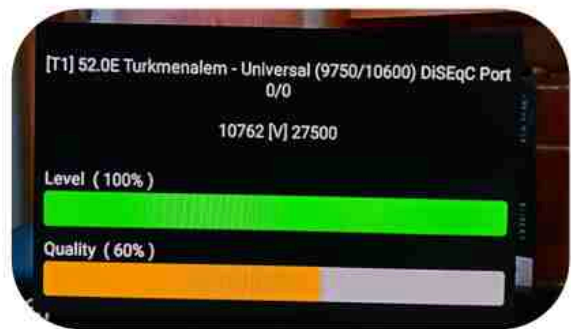 [T1] 52.0E Turkmenalem - Universal (9750/10600) DiSEqC Port
0/0
10762 [V] 27500
Level ( 100% )
Quality ( 60% )